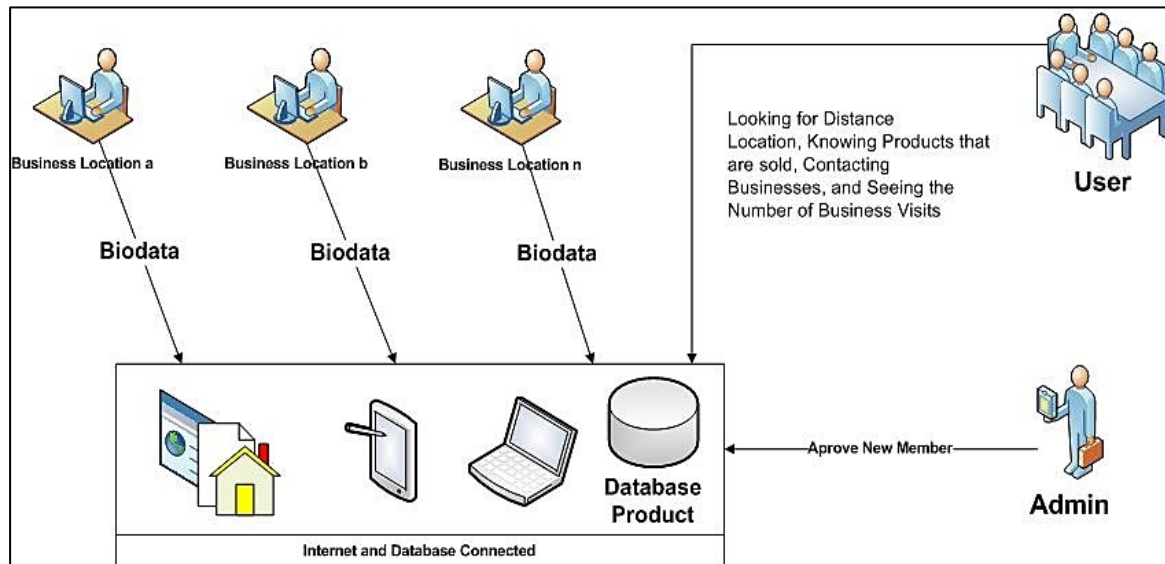 Business Location a
Business Location b
Business Location n
Biodata
Biodata
Biodata
Looking for Distance
Location, Knowing Products that
are sold, Contacting
Businesses, and Seeing the
Number of Business Visits
User
Database
Product
Internet and Database Connected
Aprove New Member
Admin